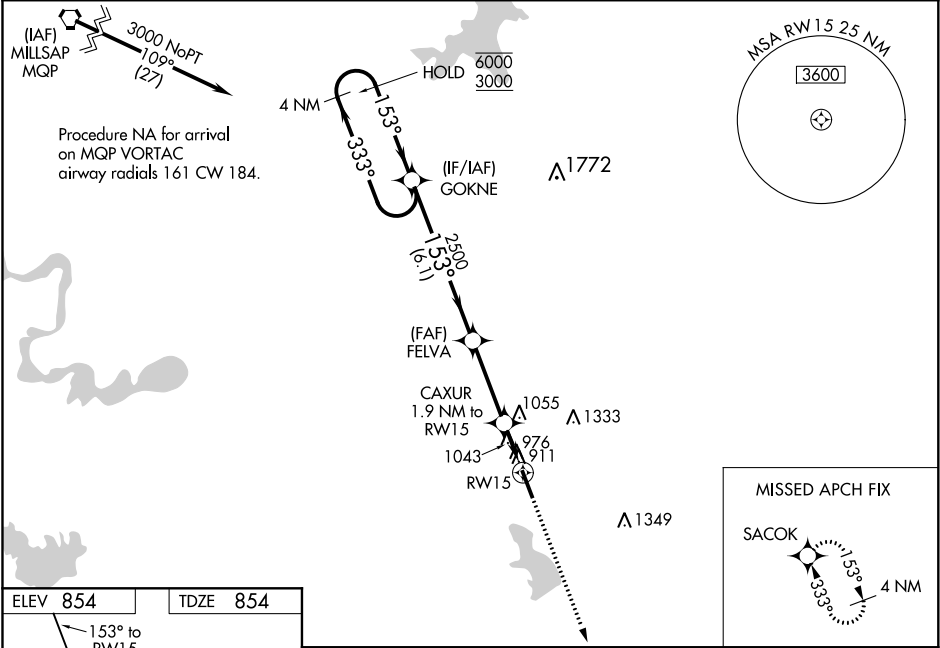 (IAF)
MILLSAP
MQP
3000 NoPT
109°
(27)
Procedure NA for arrival
on MQP VORTAC
airway radials 161 CW 184.
HOLD
6000
3000
4 NM
153°
333°
(IF/IAF)
GOKNE
1772
MSA RW15 25 NM
3600
2500
153°
(6.1)
(FAF)
FELVA
CAXUR
1.9 NM to
RW15
1055
1333
1043
976
911
RW15
1349
MISSED APCH FIX
SACOK
153°
333°
4 NM
ELEV 854
TDZE 854
153° to
RW15